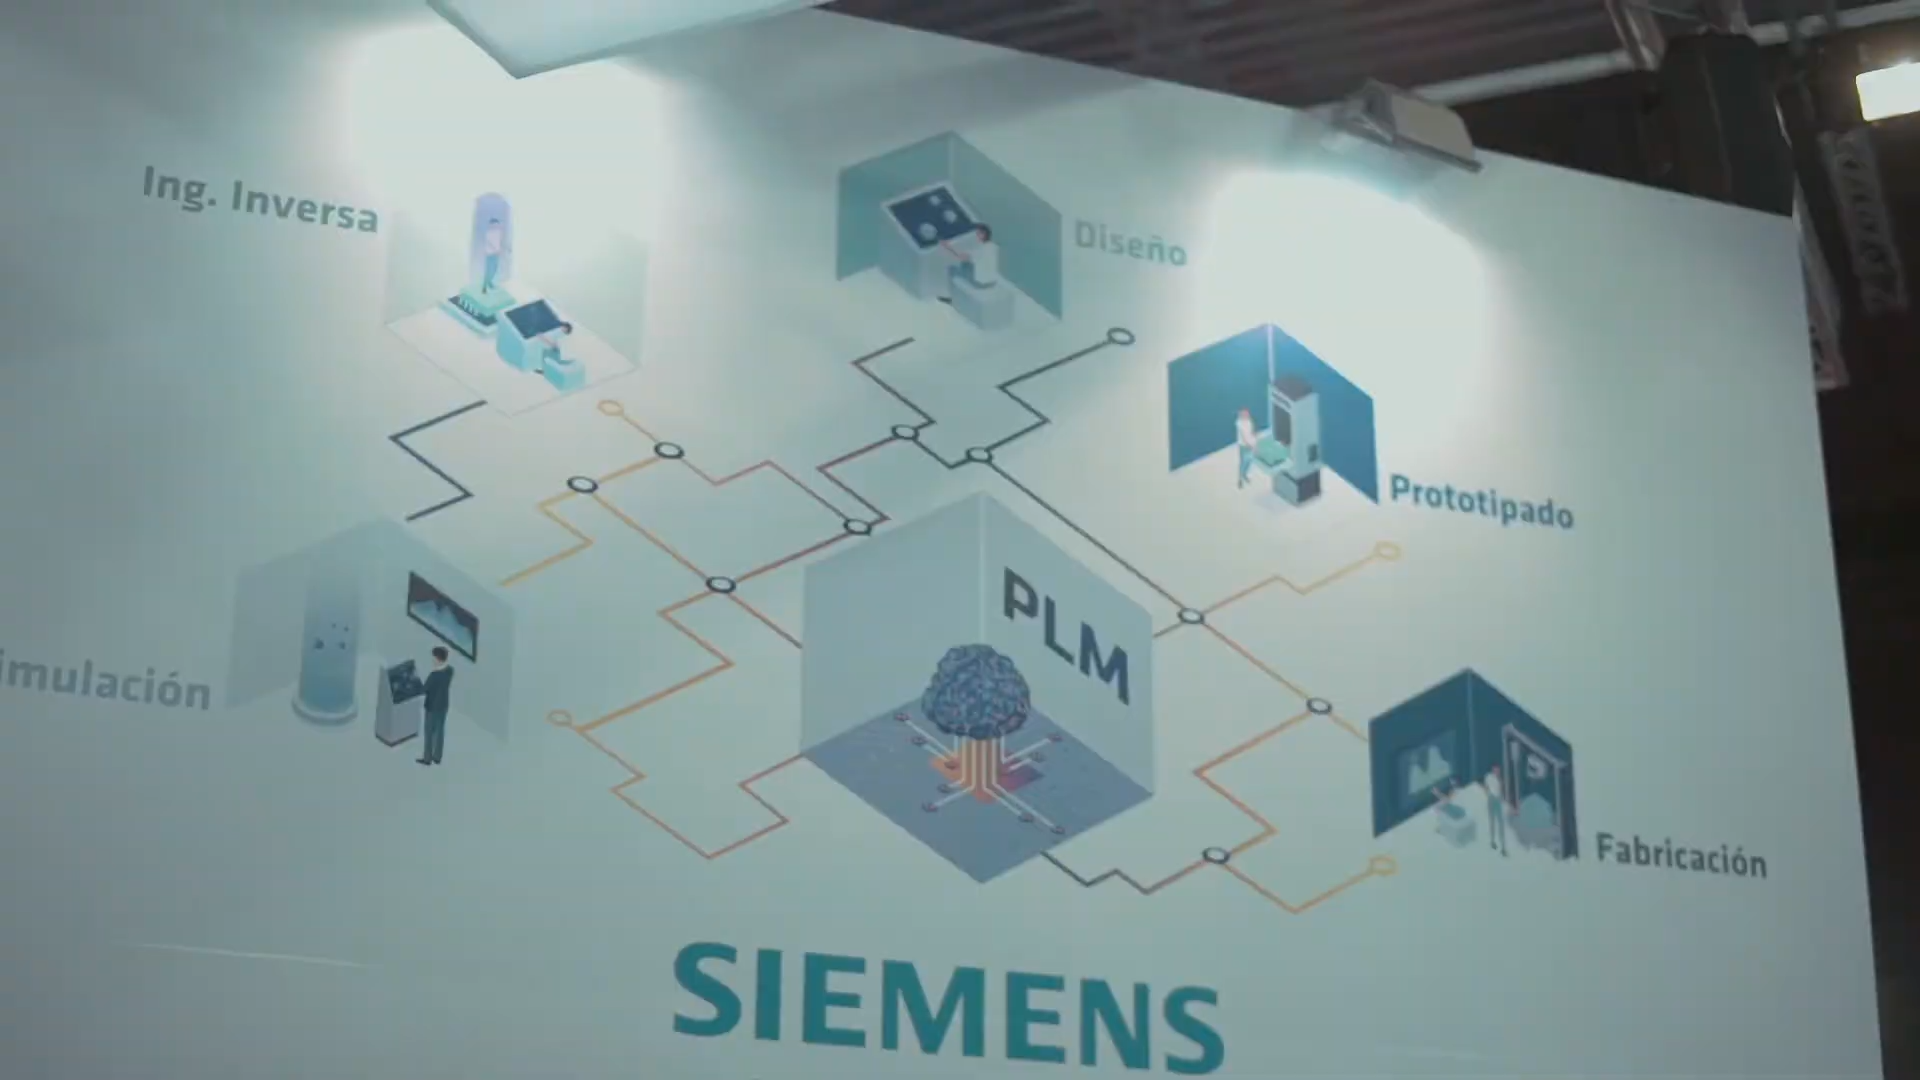 Ing. Inversa
Diseño
Prototipado
PLM
imulación
Fabricación
SIEMENS